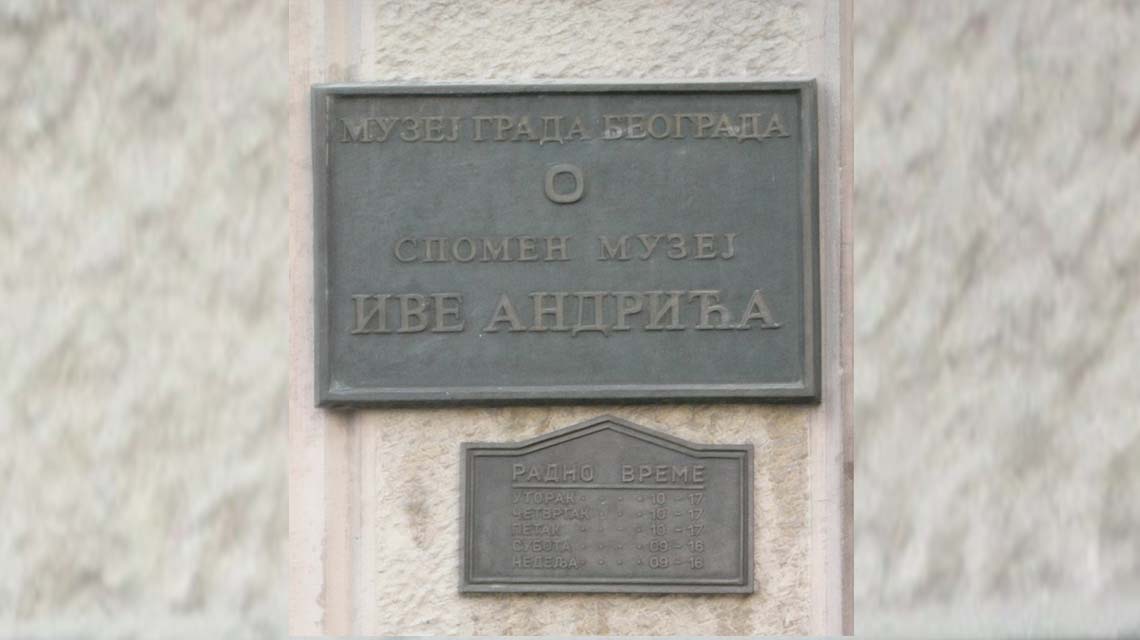 МУЗЕЈ ГРАДА БЕОГРАДА
О
СПОМЕН МУЗЕЈ
ИВЕ АНДРИЋА
РАДНО ВРЕМЕ
УТОРАК · · · · 10 - 17
ЧЕТВРТАК · · · 10 - 17
ПЕТАК · · · · 10 - 17
СУБОТА · · · · 09 - 16
НЕДЕЉА · · · · 09 - 16